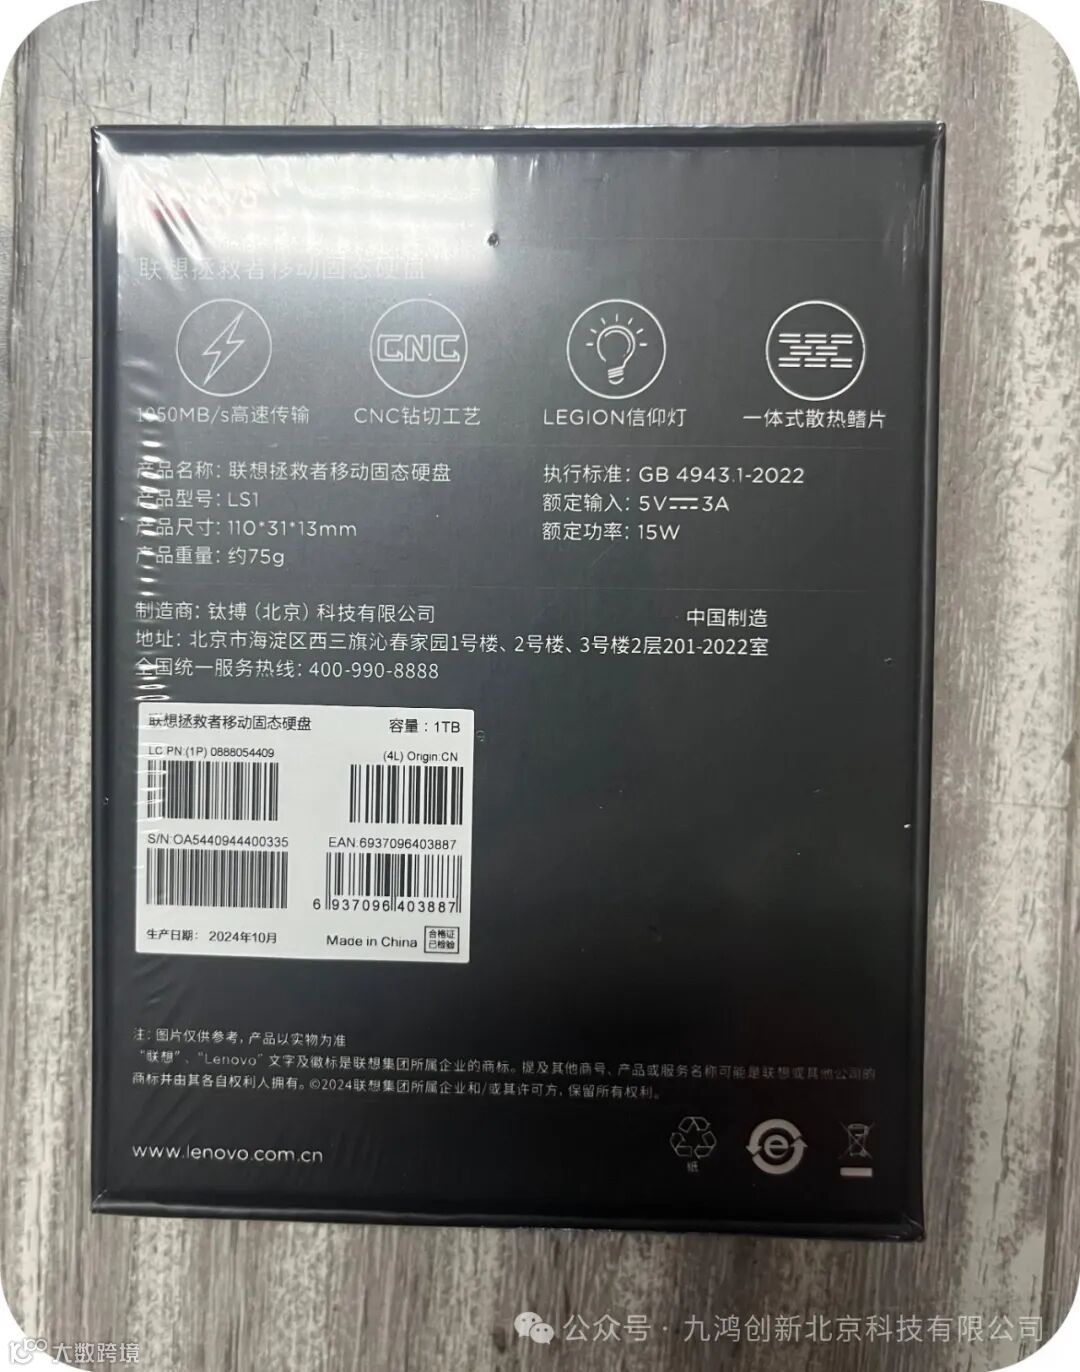 Lenovo
联想拯救者移动固态硬盘
CNC
1050MB/s高速传输
CNC钻切工艺
LEGION信仰灯
一体式散热鳍片
产品名称: 联想拯救者移动固态硬盘
产品型号: LS1
产品尺寸: 110*31*13mm
产品重量: 约75g
执行标准: GB 4943.1-2022
额定输入: 5V⎓3A
额定功率: 15W
制造商: 钛搏（北京）科技有限公司
中国制造
地址: 北京市海淀区西三旗沁春家园1号楼、2号楼、3号楼2层201-2022室
全国统一服务热线: 400-990-8888
联想拯救者移动固态硬盘
容量：1TB
LC PN:(1P) 0888054409
(4L) Origin:CN
S/N:OA5440944400335
EAN:6937096403887
6 937096 403887
生产日期: 2024年10月
Made in China
合格证
已检验
注: 图片仅供参考, 产品以实物为准
“联想”、“Lenovo”文字及徽标是联想集团所属企业的商标。提及其他商号、产品或服务名称可能是联想或其他公司的
商标并由其各自权利人拥有。©2024联想集团所属企业和/或其许可方, 保留所有权利。
www.lenovo.com.cn
纸
e
公众号 · 九鸿创新北京科技有限公司
大数跨境